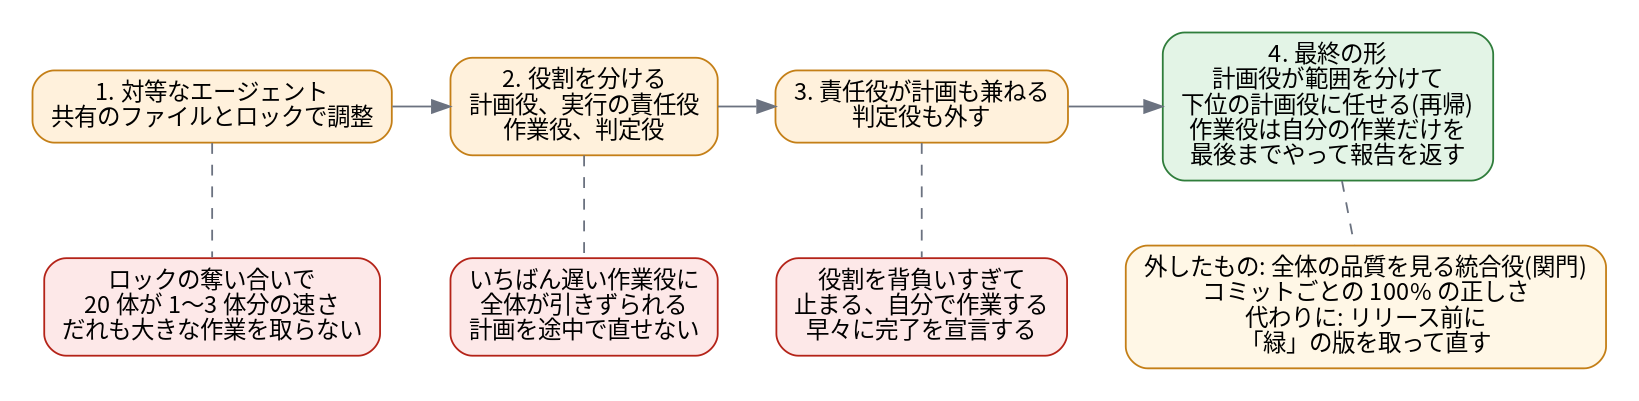 1. 対等なエージェント
共有のファイルとロックで調整
2. 役割を分ける
計画役、実行の責任役
作業役、判定役
3. 責任役が計画も兼ねる
判定役も外す
4. 最終の形
計画役が範囲を分けて
下位の計画役に任せる(再帰)
作業役は自分の作業だけを
最後までやって報告を返す
ロックの奪い合いで
20 体が 1〜3 体分の速さ
だれも大きな作業を取らない
いちばん遅い作業役に
全体が引きずられる
計画を途中で直せない
役割を背負いすぎて
止まる、自分で作業する
早々に完了を宣言する
外したもの: 全体の品質を見る統合役(関門)
コミットごとの 100% の正しさ
代わりに: リリース前に
「緑」の版を取って直す